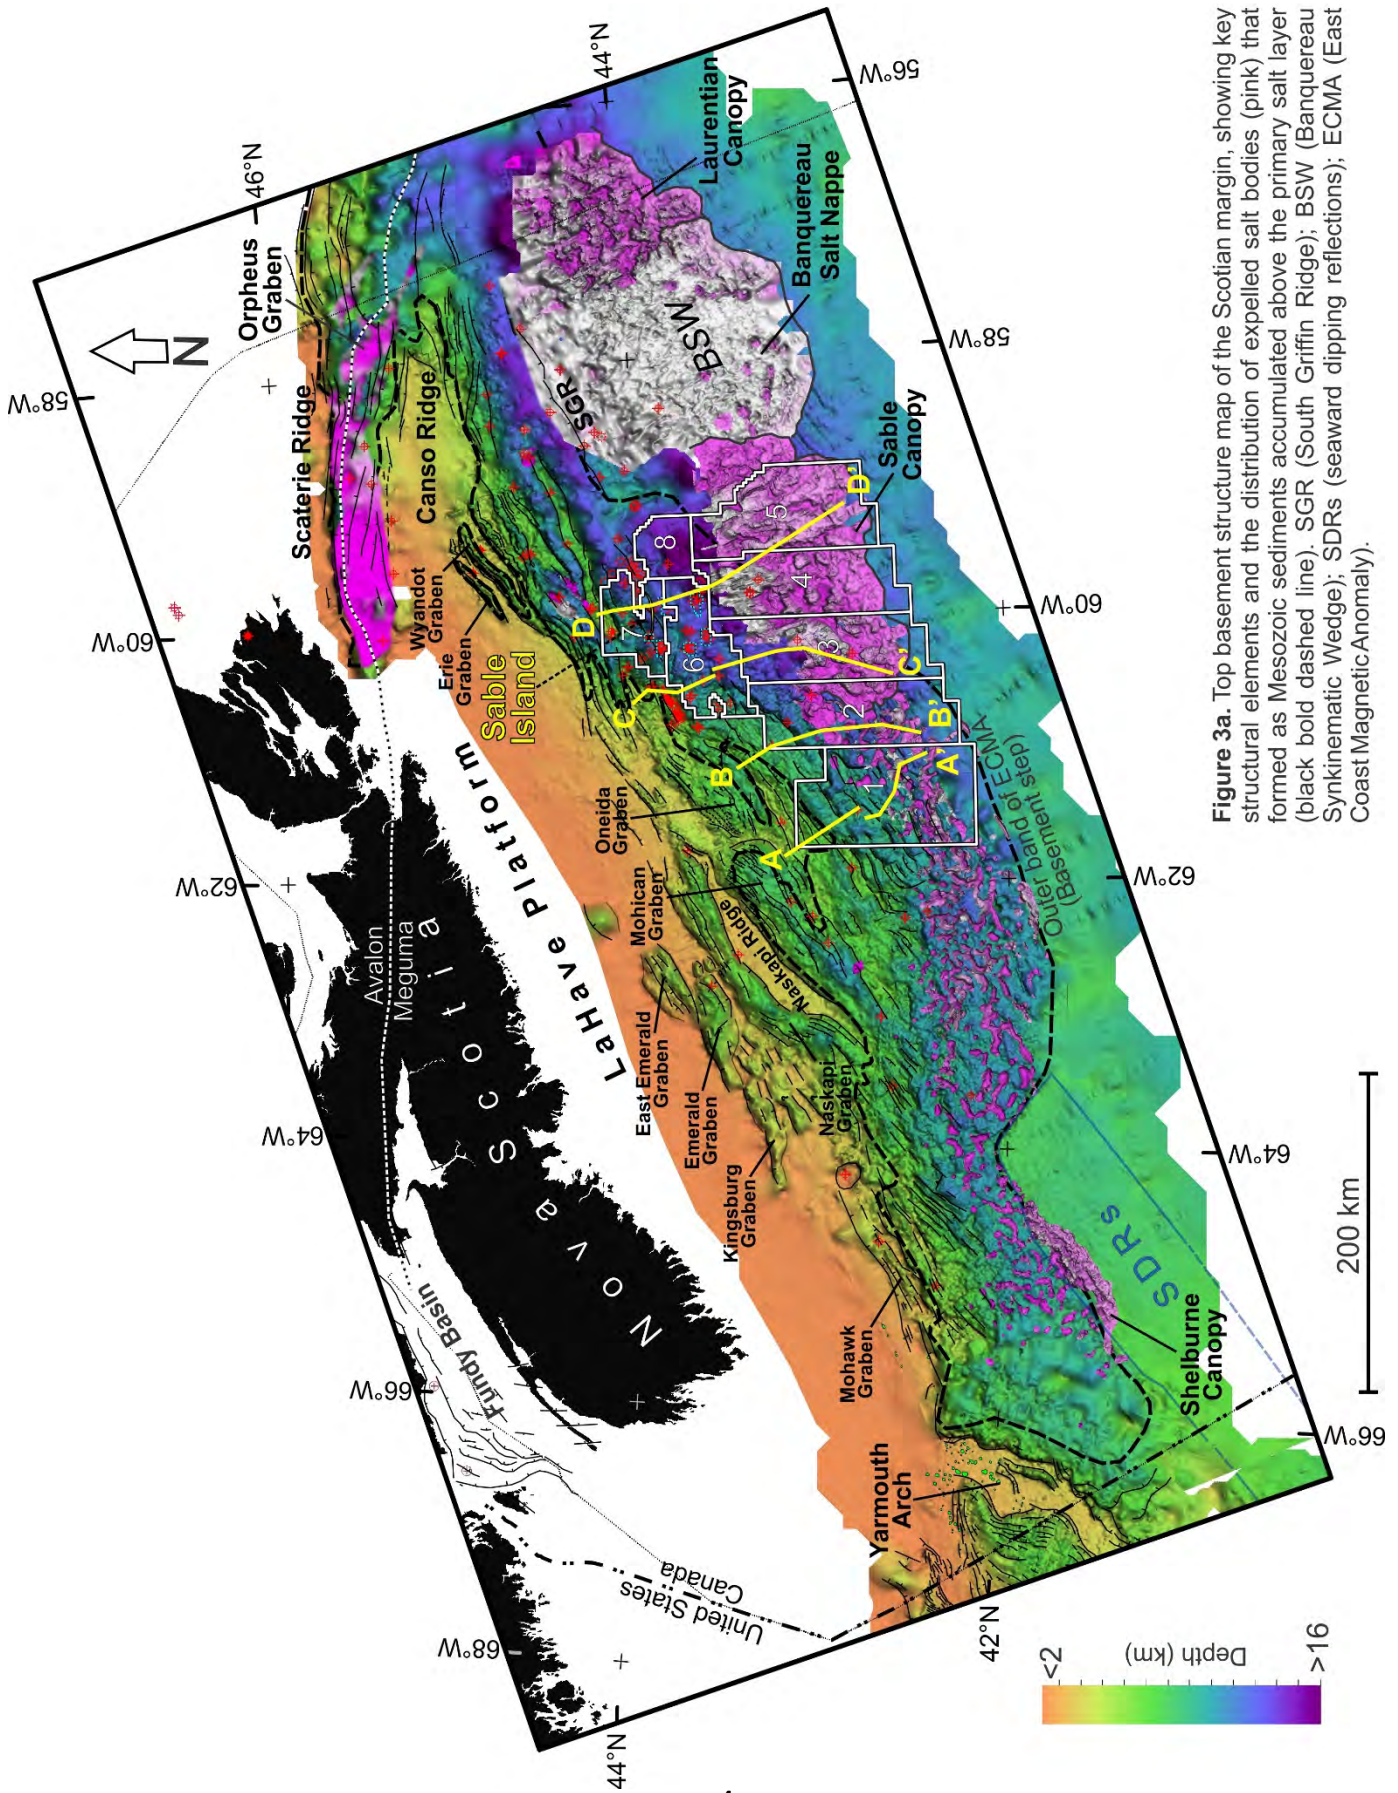 58°W
60°W
62°W
64°W
66°W
68°W
46°N
44°N
N
Orpheus
Graben
Scaterie Ridge
Canso Ridge
Wyandot
Graben
Erie
Graben
Sable
Island
LaHave Platform
Avalon
Meguma
Nova Scotia
Fundy Basin
United States
Canada
Oneida
Graben
Mohican
Graben
Naskapi Ridge
East Emerald
Graben
Emerald
Graben
Naskapi
Graben
Kingsburg
Graben
Mohawk
Graben
Yarmouth
Arch
Laurentian
Canopy
Banquereau
Salt Nappe
BSW
SGR
Sable
Canopy
Shelburne
Canopy
SDRs
Outer band of ECMA
(Basement step)
A
A'
B
B'
C
C'
D
D'
1
2
3
4
5
6
7
8
56°W
58°W
60°W
62°W
64°W
66°W
44°N
42°N
<2
Depth (km)
>16
200 km
Figure 3a. Top basement structure map of the Scotian margin, showing key
structural elements and the distribution of expelled salt bodies (pink) that
formed as Mesozoic sediments accumulated above the primary salt layer
(black bold dashed line). SGR (South Griffin Ridge); BSW (Banquereau
Synkinematic Wedge); SDRs (seaward dipping reflections); ECMA (East
Coast Magnetic Anomaly).